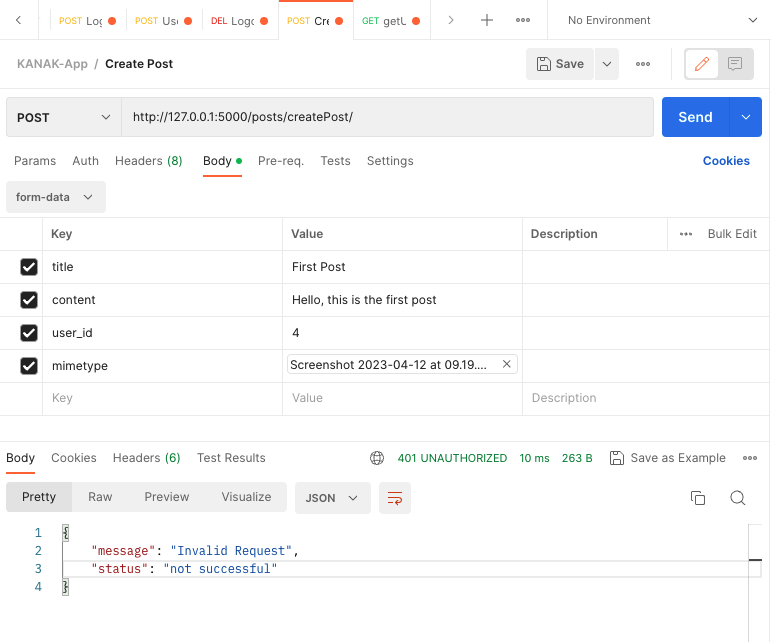 POST Log
POST Use
DEL Logo
POST Cre
GET getU
No Environment
KANAK-App / Create Post
Save
POST
http://127.0.0.1:5000/posts/createPost/
Send
Params Auth Headers (8) Body Pre-req. Tests Settings Cookies
form-data
Key Value Description Bulk Edit
title First Post
content Hello, this is the first post
user_id 4
mimetype Screenshot 2023-04-12 at 09.19....
Key Value Description
Body Cookies Headers (6) Test Results 401 UNAUTHORIZED 10 ms 263 B Save as Example
Pretty Raw Preview Visualize JSON
1 {
2 "message": "Invalid Request",
3 "status": "not successful"
4 }